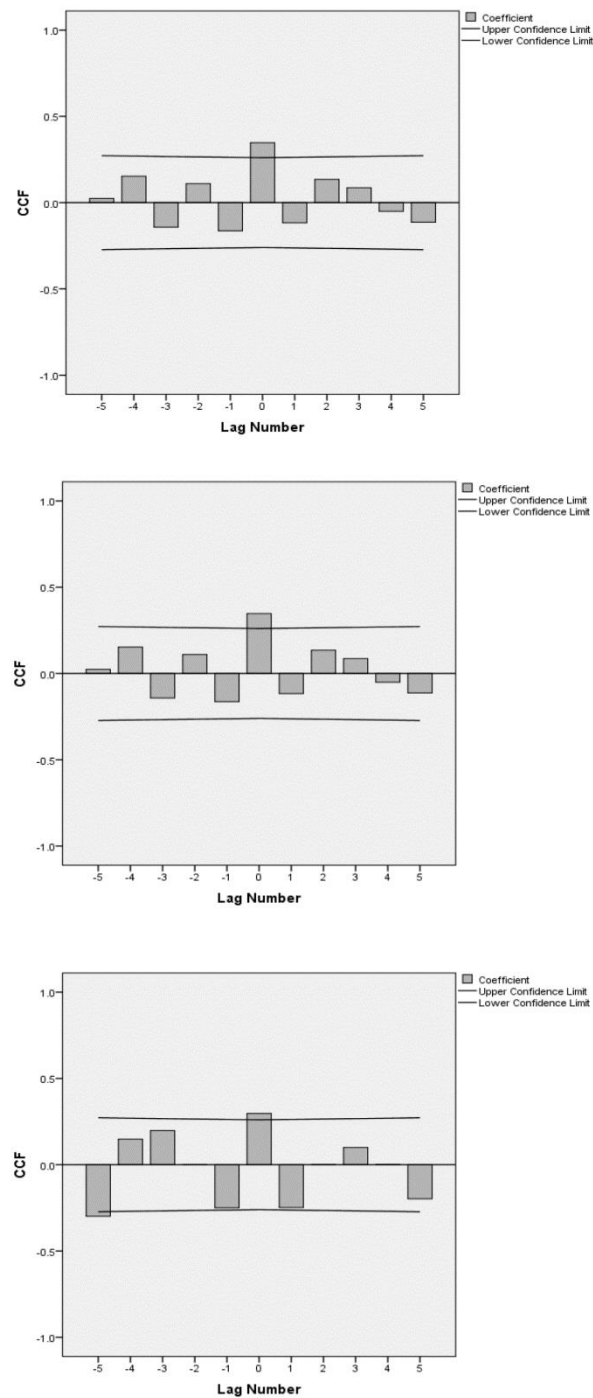 Coefficient
Upper Confidence Limit
Lower Confidence Limit
1.0
0.5
0.0
-0.5
-1.0
CCF
-5 -4 -3 -2 -1 0 1 2 3 4 5
Lag Number
Coefficient
Upper Confidence Limit
Lower Confidence Limit
1.0
0.5
0.0
-0.5
-1.0
CCF
-5 -4 -3 -2 -1 0 1 2 3 4 5
Lag Number
Coefficient
Upper Confidence Limit
Lower Confidence Limit
1.0
0.5
0.0
-0.5
-1.0
CCF
-5 -4 -3 -2 -1 0 1 2 3 4 5
Lag Number